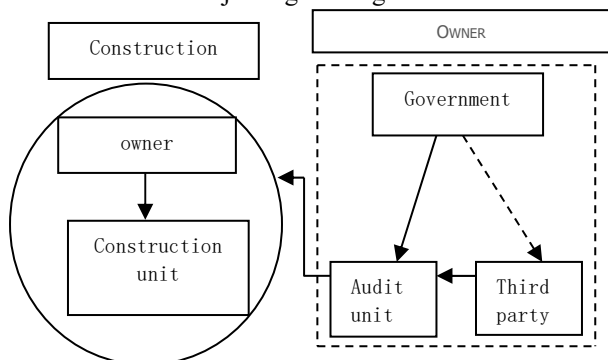 Construction
OWNER
Government
owner
Construction
unit
Audit
unit
Third
party